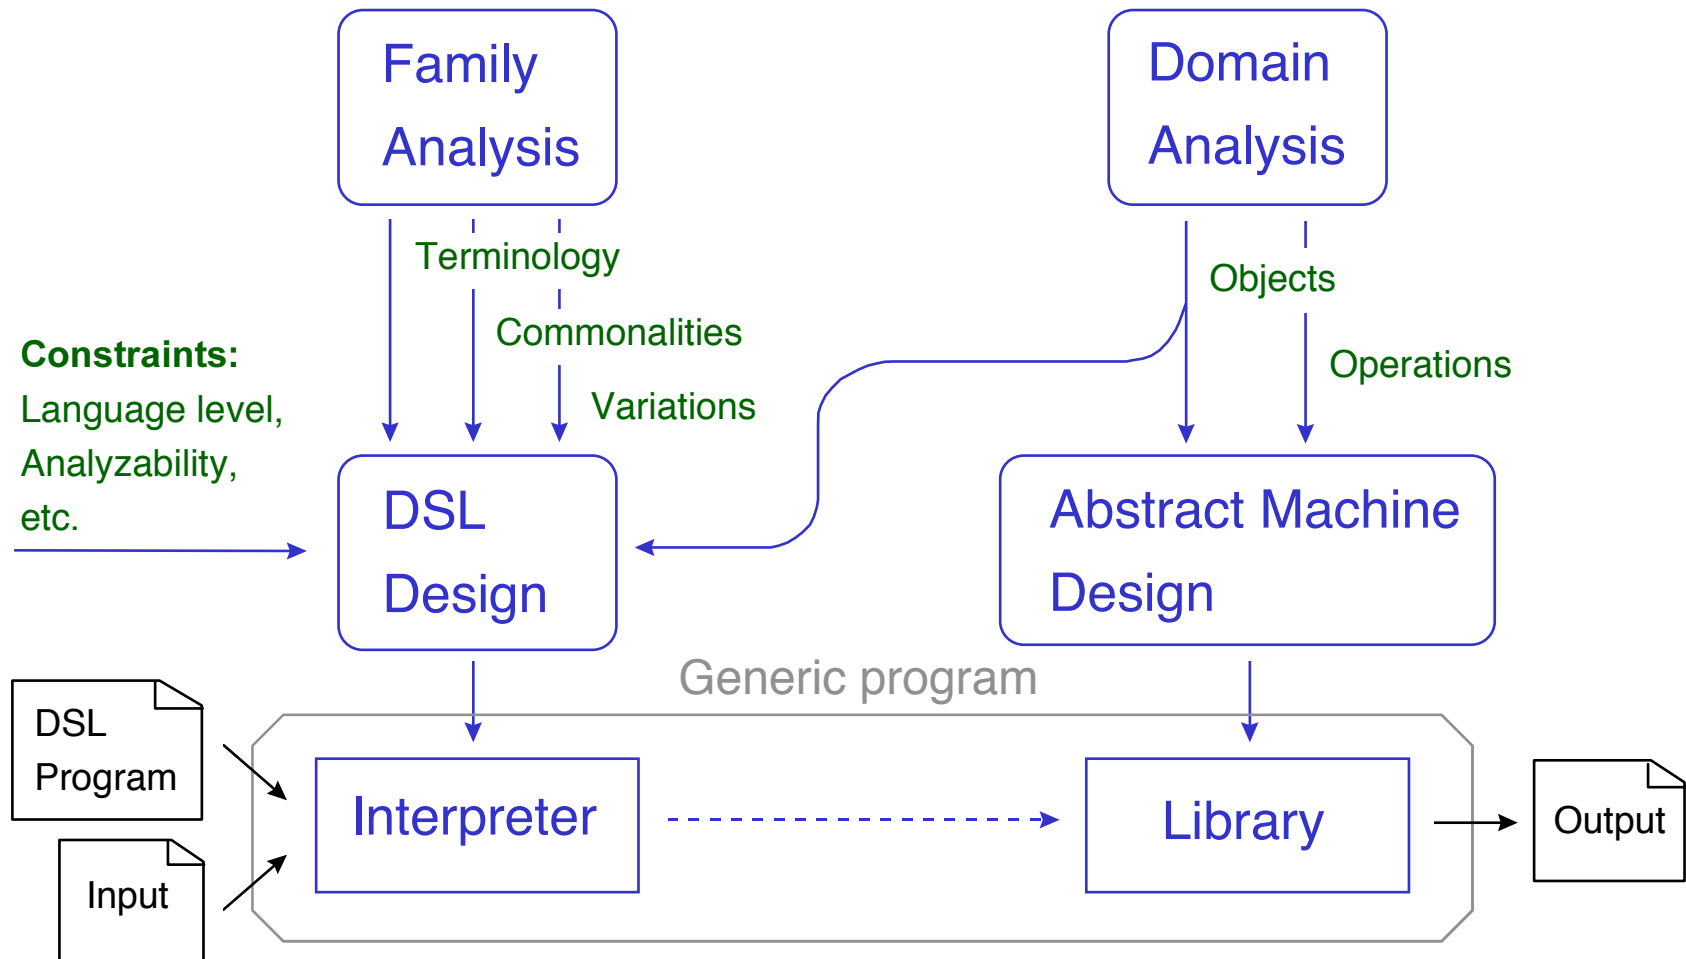 Family
Analysis
Domain
Analysis
Terminology
Objects
Commonalities
Operations
Variations
Constraints:
Language level,
Analyzability,
etc.
DSL
Design
Abstract Machine
Design
Generic program
DSL
Program
Input
Interpreter
Library
Output